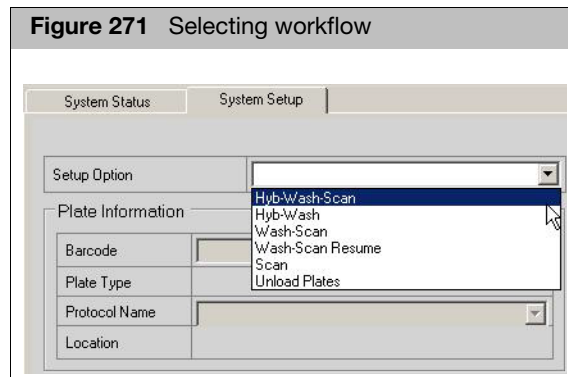 Figure 271 Selecting workflow
System Status System Setup
Setup Option
Hyb-Wash-Scan
Hyb-Wash
Wash-Scan
Wash-Scan Resume
Scan
Unload Plates
Plate Information
Barcode
Plate Type
Protocol Name
Location